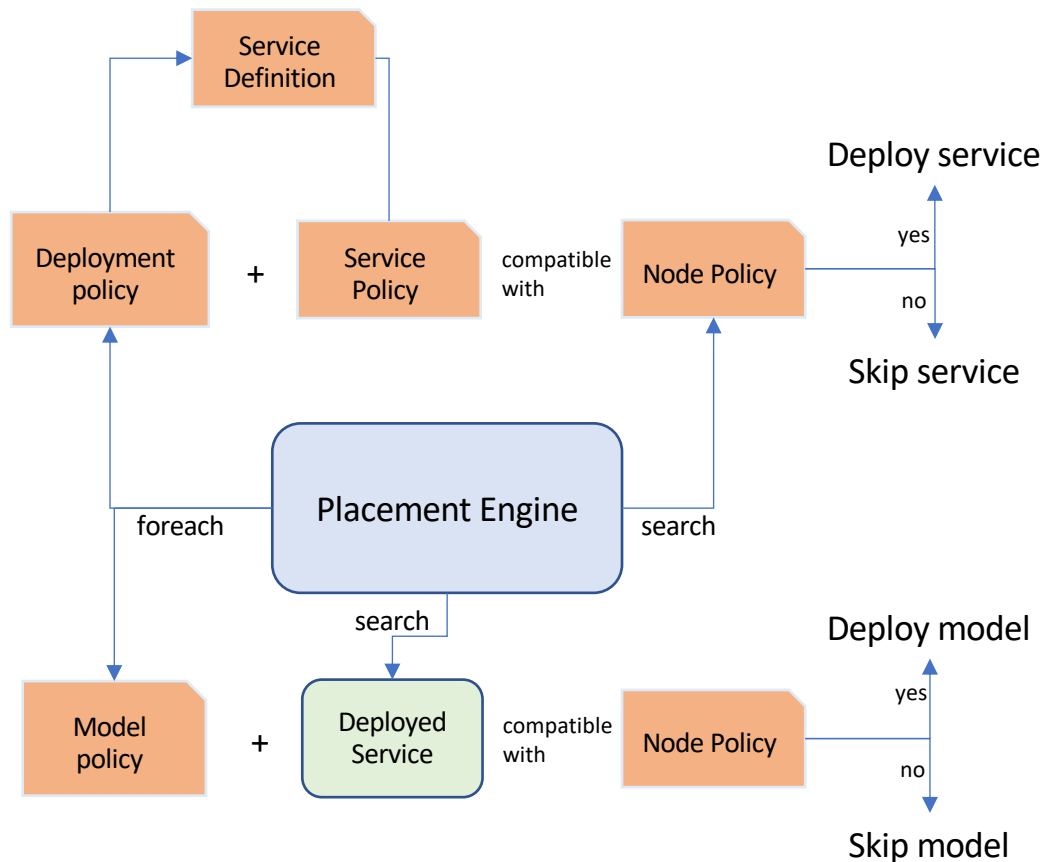 Service
Definition
Deploy service
Deployment
policy
+
Service
Policy
compatible
with
Node Policy
yes
no
Skip service
Placement Engine
foreach
search
search
Deploy model
Model
policy
+
Deployed
Service
compatible
with
Node Policy
yes
no
Skip model